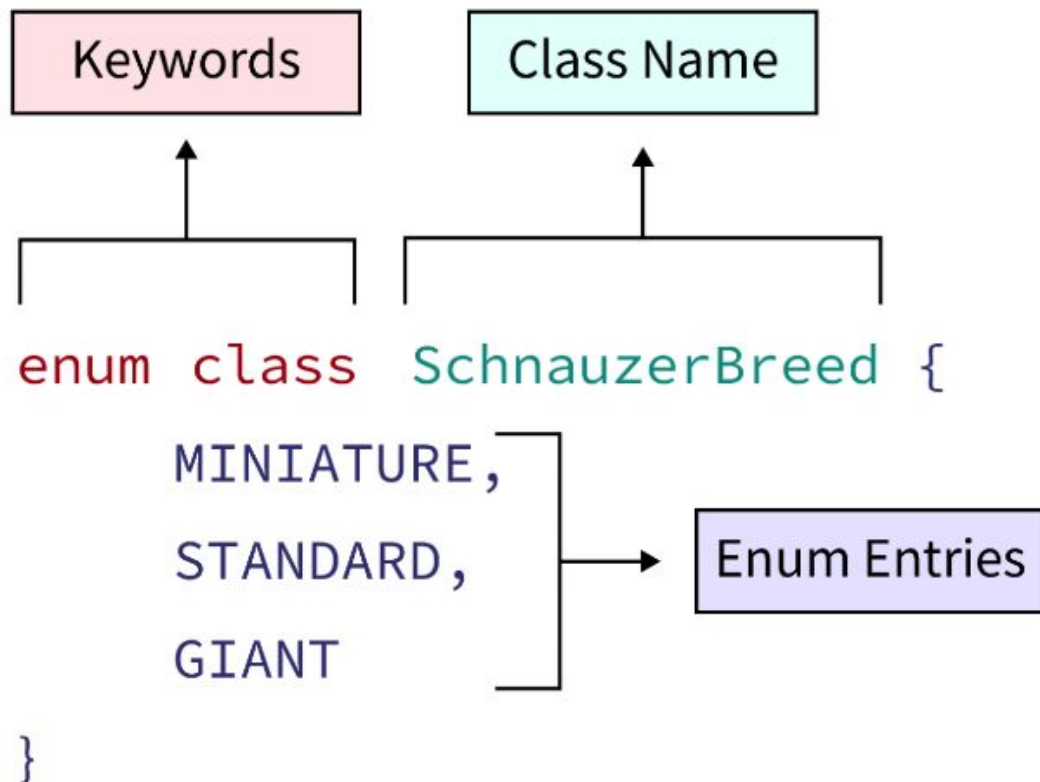 Keywords
Class Name
enum class SchnauzerBreed {
MINIATURE,
STANDARD,
Enum Entries
GIANT
}